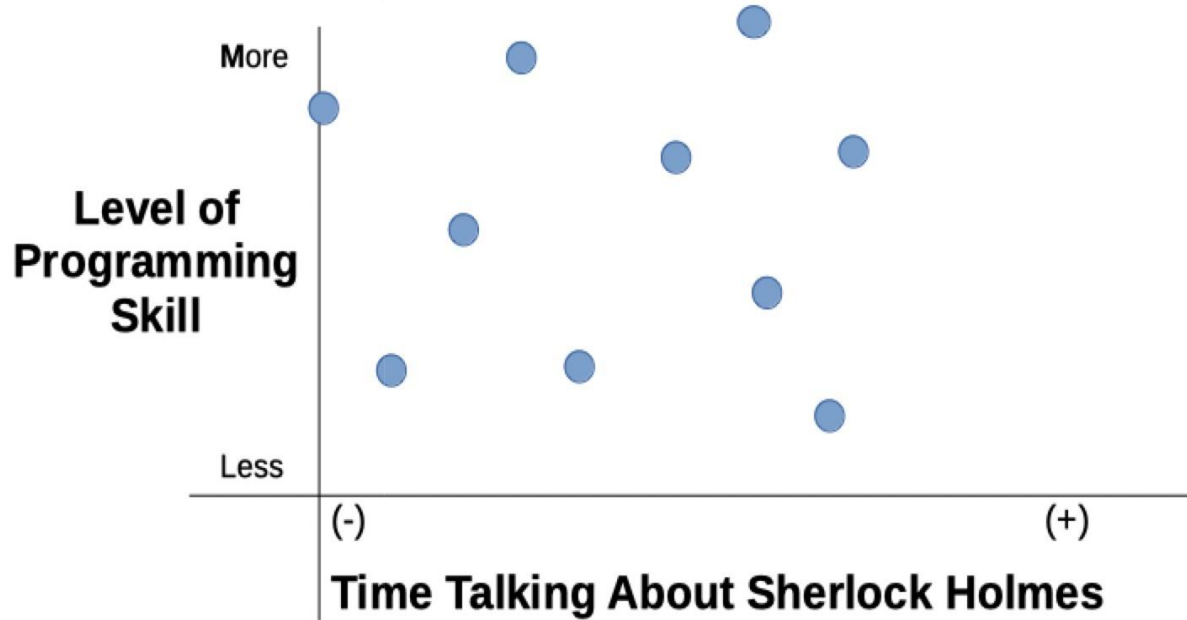 More
Level of
Programming
Skill
Less
(-)
(+)
Time Talking About Sherlock Holmes